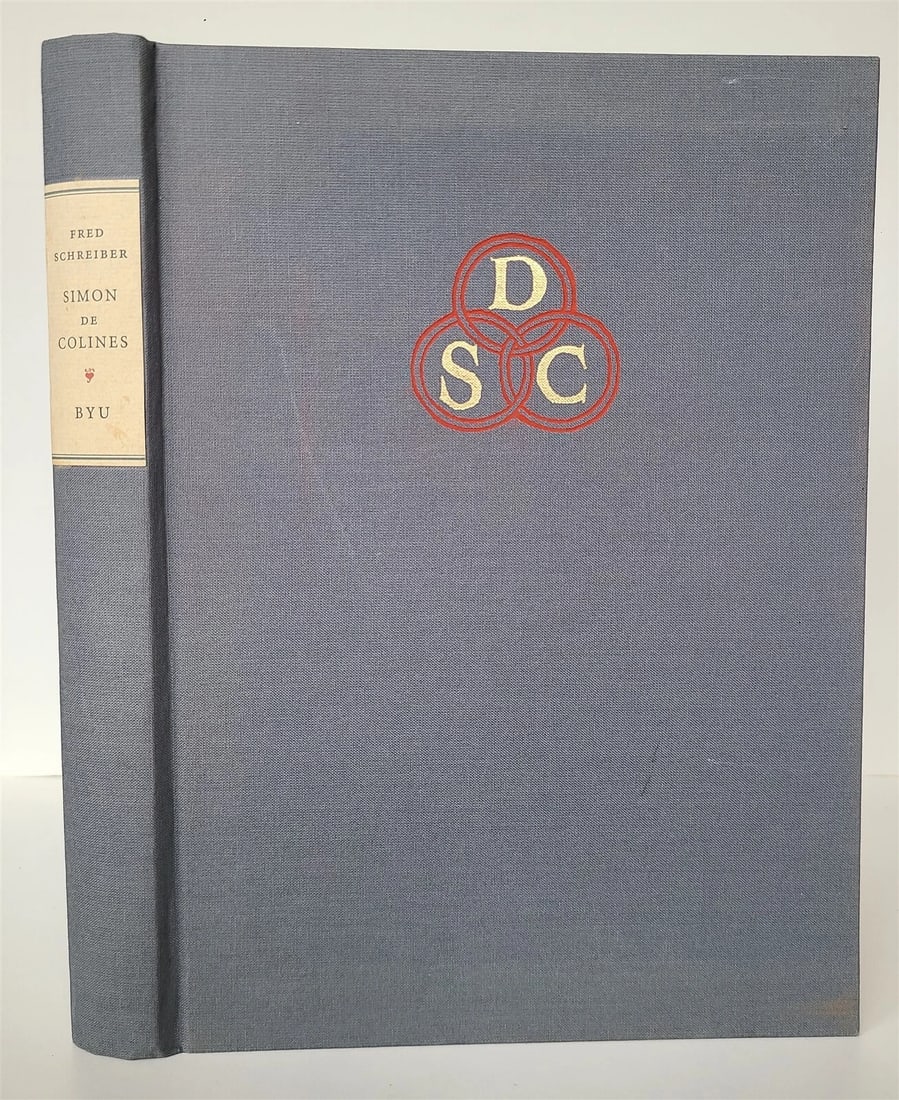 FRED
SCHREIBER
SIMON
DE
COLINES
BYU
D
S C